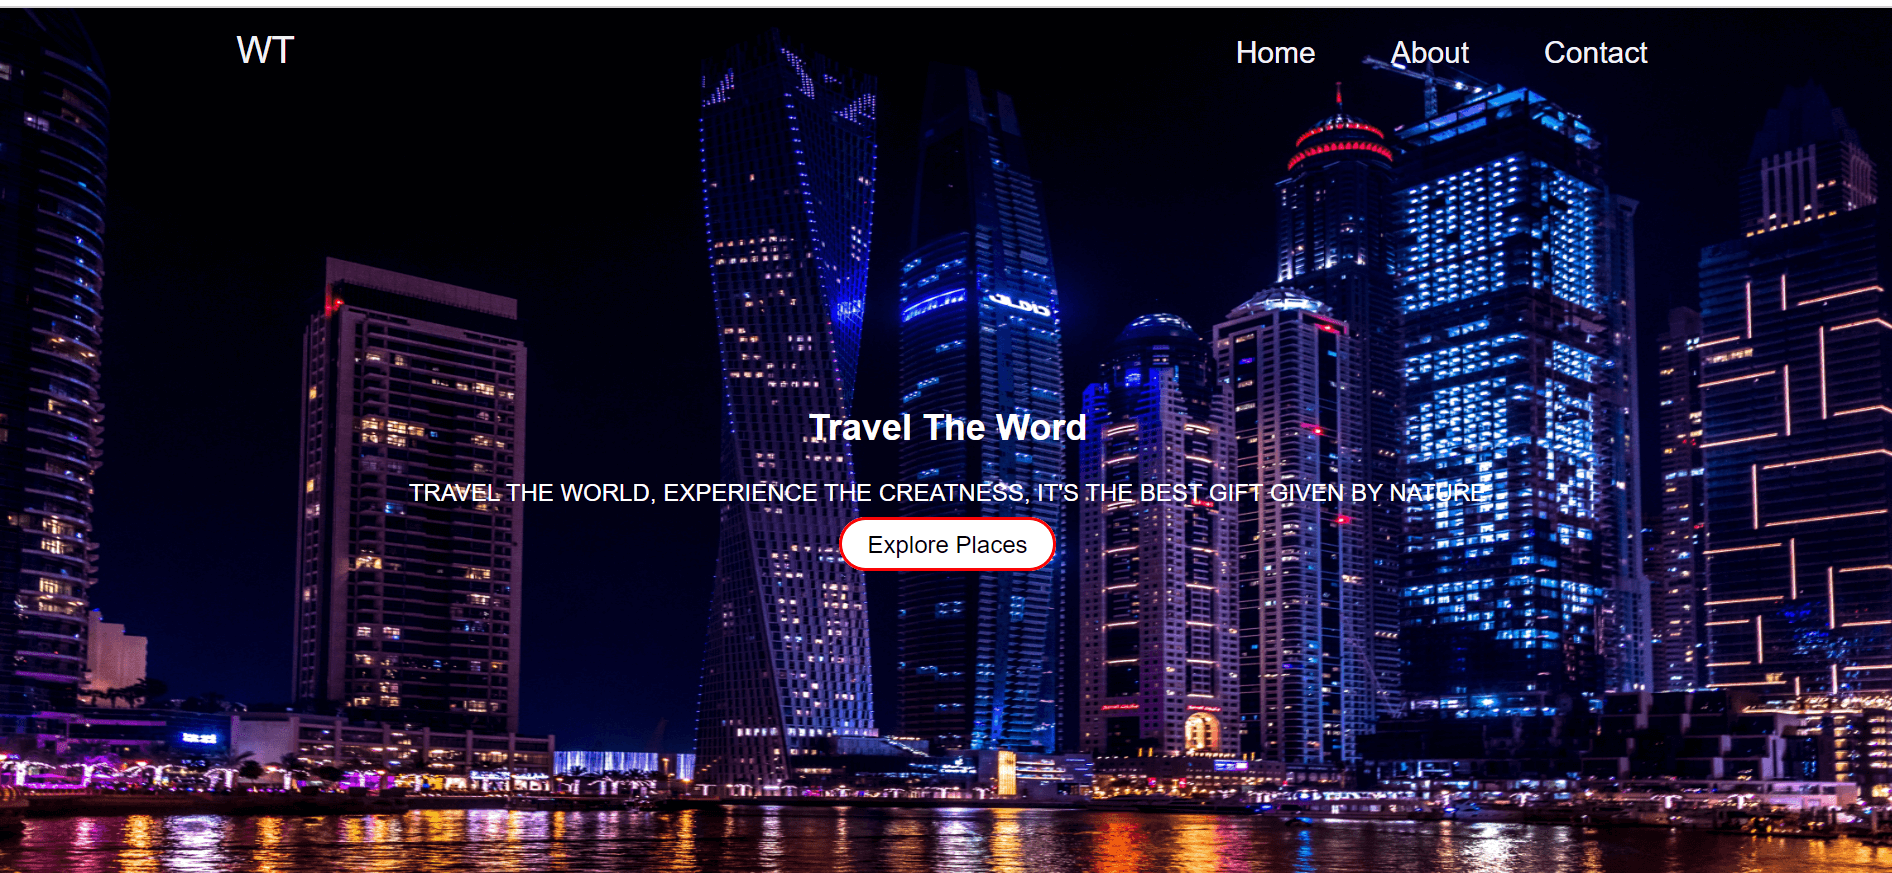 WT
Home About Contact
داماك
Travel The Word
TRAVEL THE WORLD, EXPERIENCE THE CREATNESS, IT'S THE BEST GIFT GIVEN BY NATURE
Explore Places